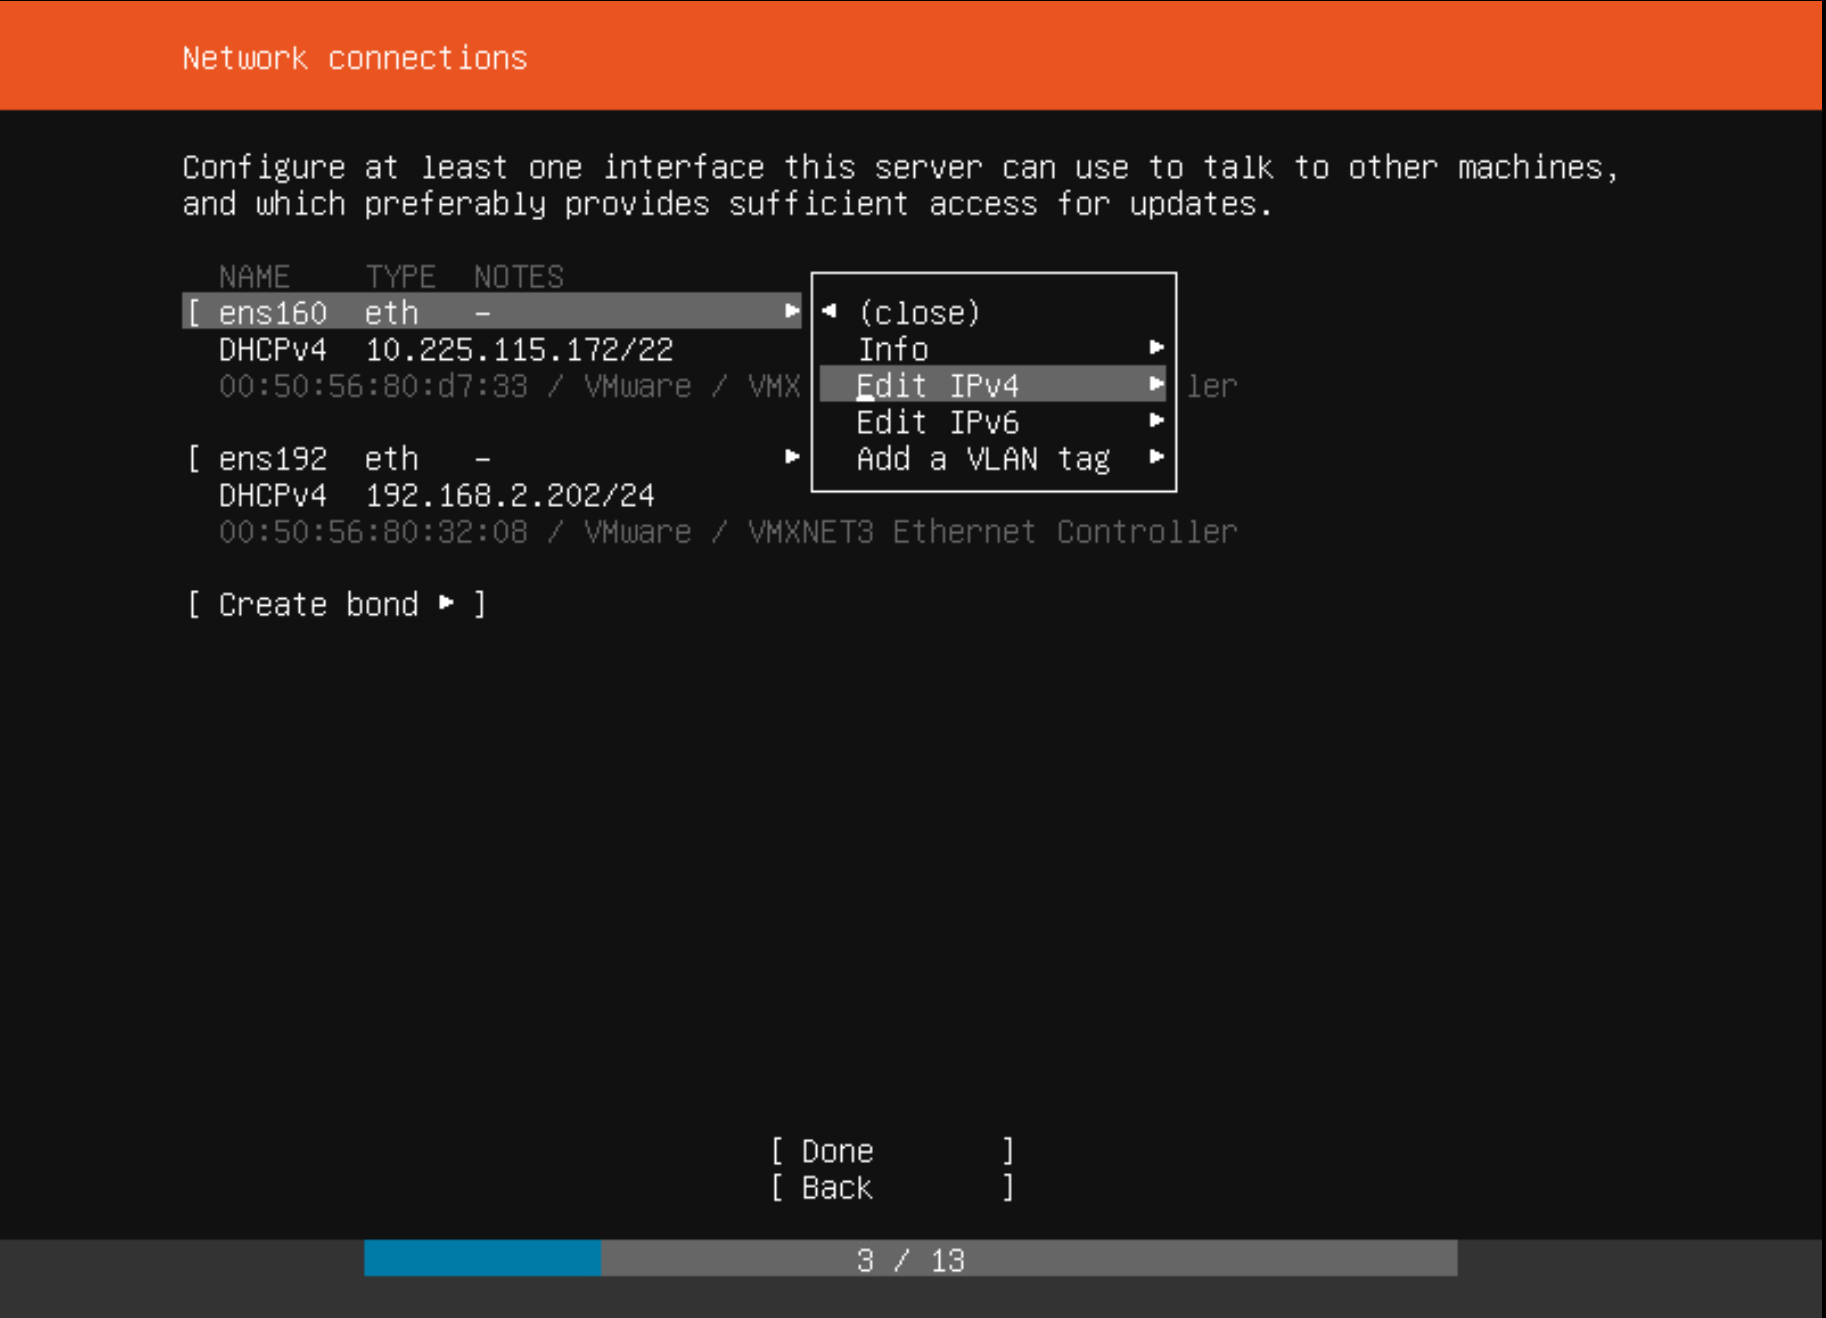 Network connections
Configure at least one interface this server can use to talk to other machines,
and which preferably provides sufficient access for updates.
NAME TYPE NOTES
[ ens160 eth - ▸
DHCPv4 10.225.115.172/22
00:50:56:80:d7:33 / VMware / VMX ler
◂ (close)
Info ▸
Edit IPv4 ▸
Edit IPv6 ▸
Add a VLAN tag ▸
[ ens192 eth - ▸
DHCPv4 192.168.2.202/24
00:50:56:80:32:08 / VMware / VMXNET3 Ethernet Controller
[ Create bond ▸ ]
[ Done ]
[ Back ]
3 / 13